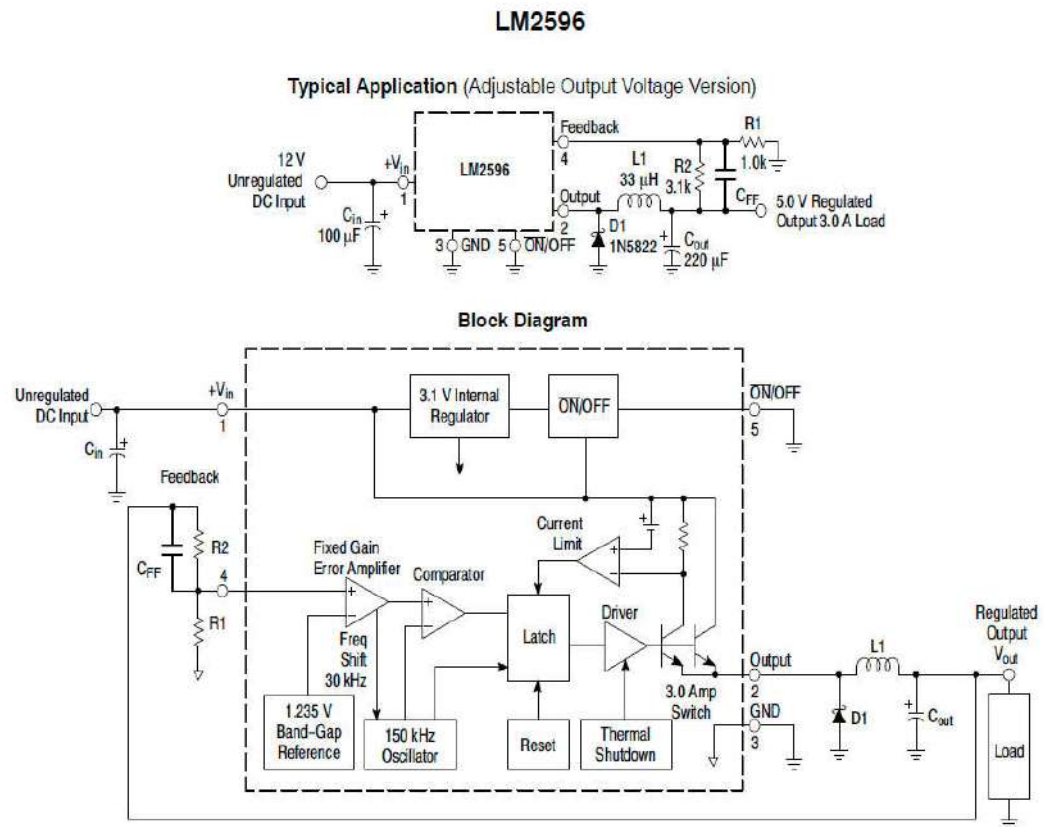 LM2596
Typical Application (Adjustable Output Voltage Version)
Feedback
4
R1
1.0k
12 V
Unregulated
DC Input
+Vin
1
LM2596
L1
33 μH
R2
3.1k
CFF
Cin
100 μF
+
Output
2
D1
1N5822
+
Cout
220 μF
5.0 V Regulated
Output 3.0 A Load
3
GND
5
ON/OFF
Block Diagram
Unregulated
DC Input
+Vin
1
3.1 V Internal
Regulator
ON/OFF
ON/OFF
5
Cin
+
Feedback
CFF
R2
4
R1
Fixed Gain
Error Amplifier
+
−
Comparator
+
−
Current
Limit
+
−
+
Freq
Shift
30 kHz
Latch
Driver
3.0 Amp
Switch
Output
2
GND
3
L1
D1
+
Cout
Regulated
Output
Vout
Load
1.235 V
Band–Gap
Reference
150 kHz
Oscillator
Reset
Thermal
Shutdown